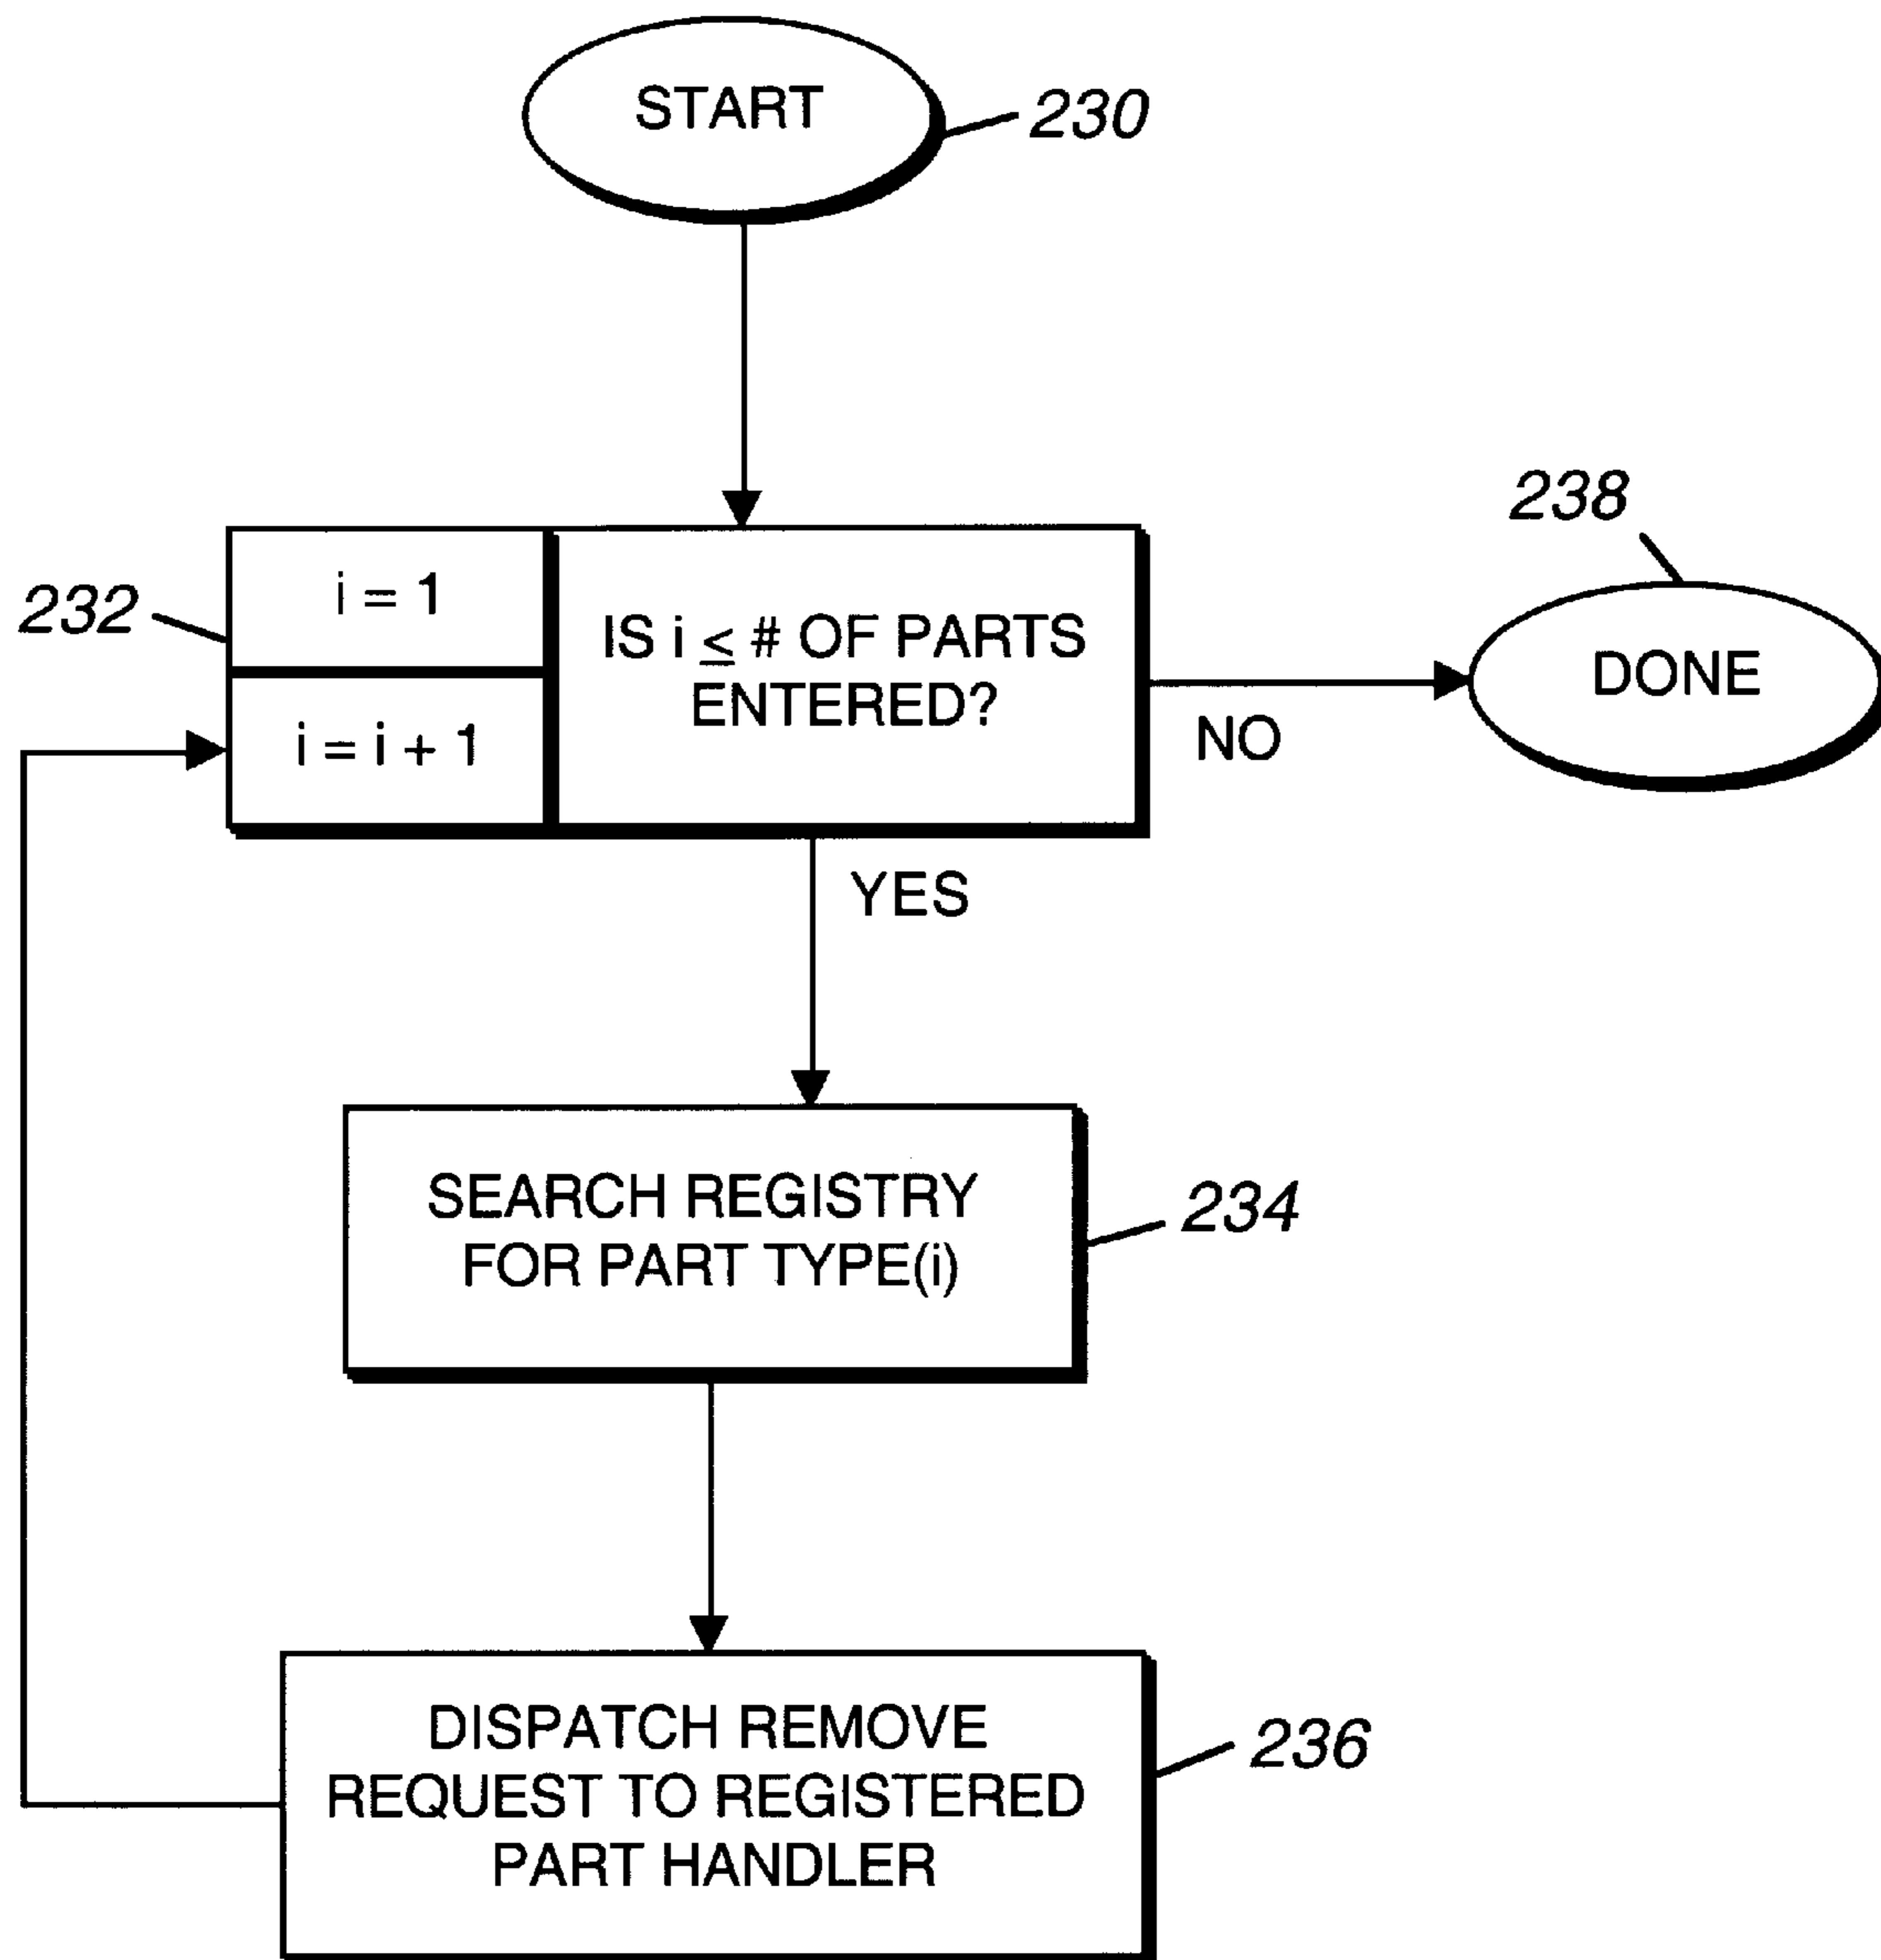 START
230
238
232
i = 1
i = i + 1
IS i ≤ # OF PARTS
ENTERED?
NO
DONE
YES
SEARCH REGISTRY
FOR PART TYPE(i)
234
DISPATCH REMOVE
REQUEST TO REGISTERED
PART HANDLER
236